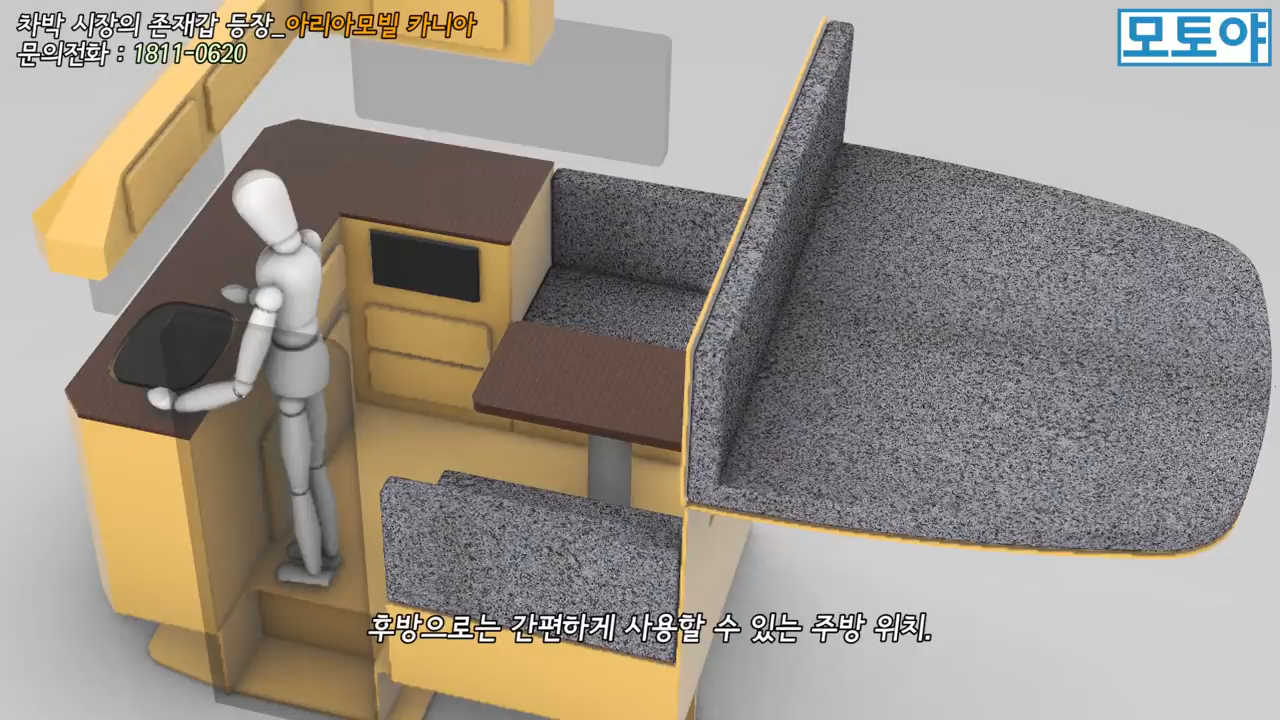 차박 시장의 존재갑 등장_아리아모빌 카니아
문의전화 : 1811-0620
모토야
후방으로는 간편하게 사용할 수 있는 주방 위치.